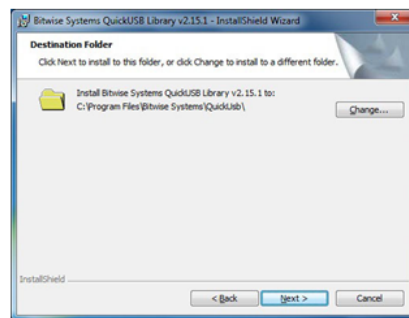 Bitwise Systems QuickUSB Library v2.15.1 - InstallShield Wizard
Destination Folder
Click Next to install to this folder, or click Change to install to a different folder.
Install Bitwise Systems QuickUSB Library v2.15.1 to:
C:\Program Files\Bitwise Systems\QuickUsb\
Change...
InstallShield
< Back
Next >
Cancel